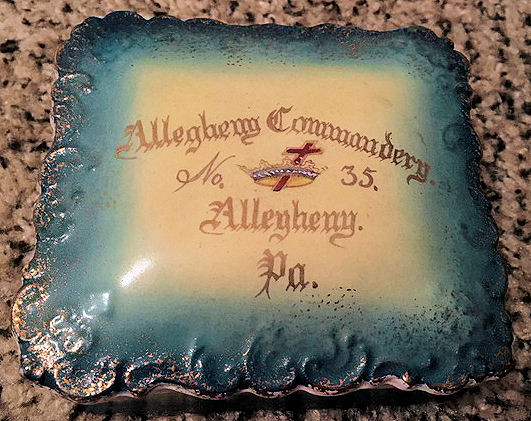 Allegheny Commandery.
No. 35.
Allegheny.
Pa.